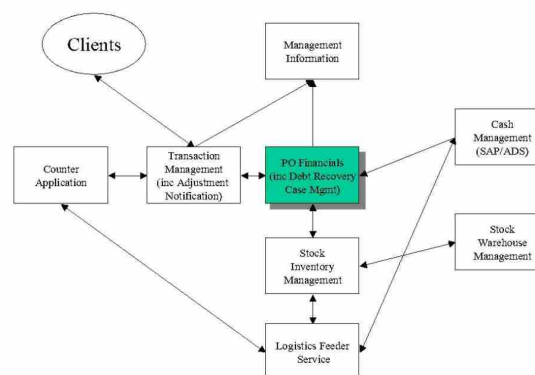 Clients
Management
Information
Cash
Management
(SAP/ADS)
Counter
Application
Transaction
Management
(inc Adjustment
Notification)
PO Financials
(inc Debt Recovery
Case Mgmt)
Stock
Inventory
Management
Stock
Warehouse
Management
Logistics Feeder
Service